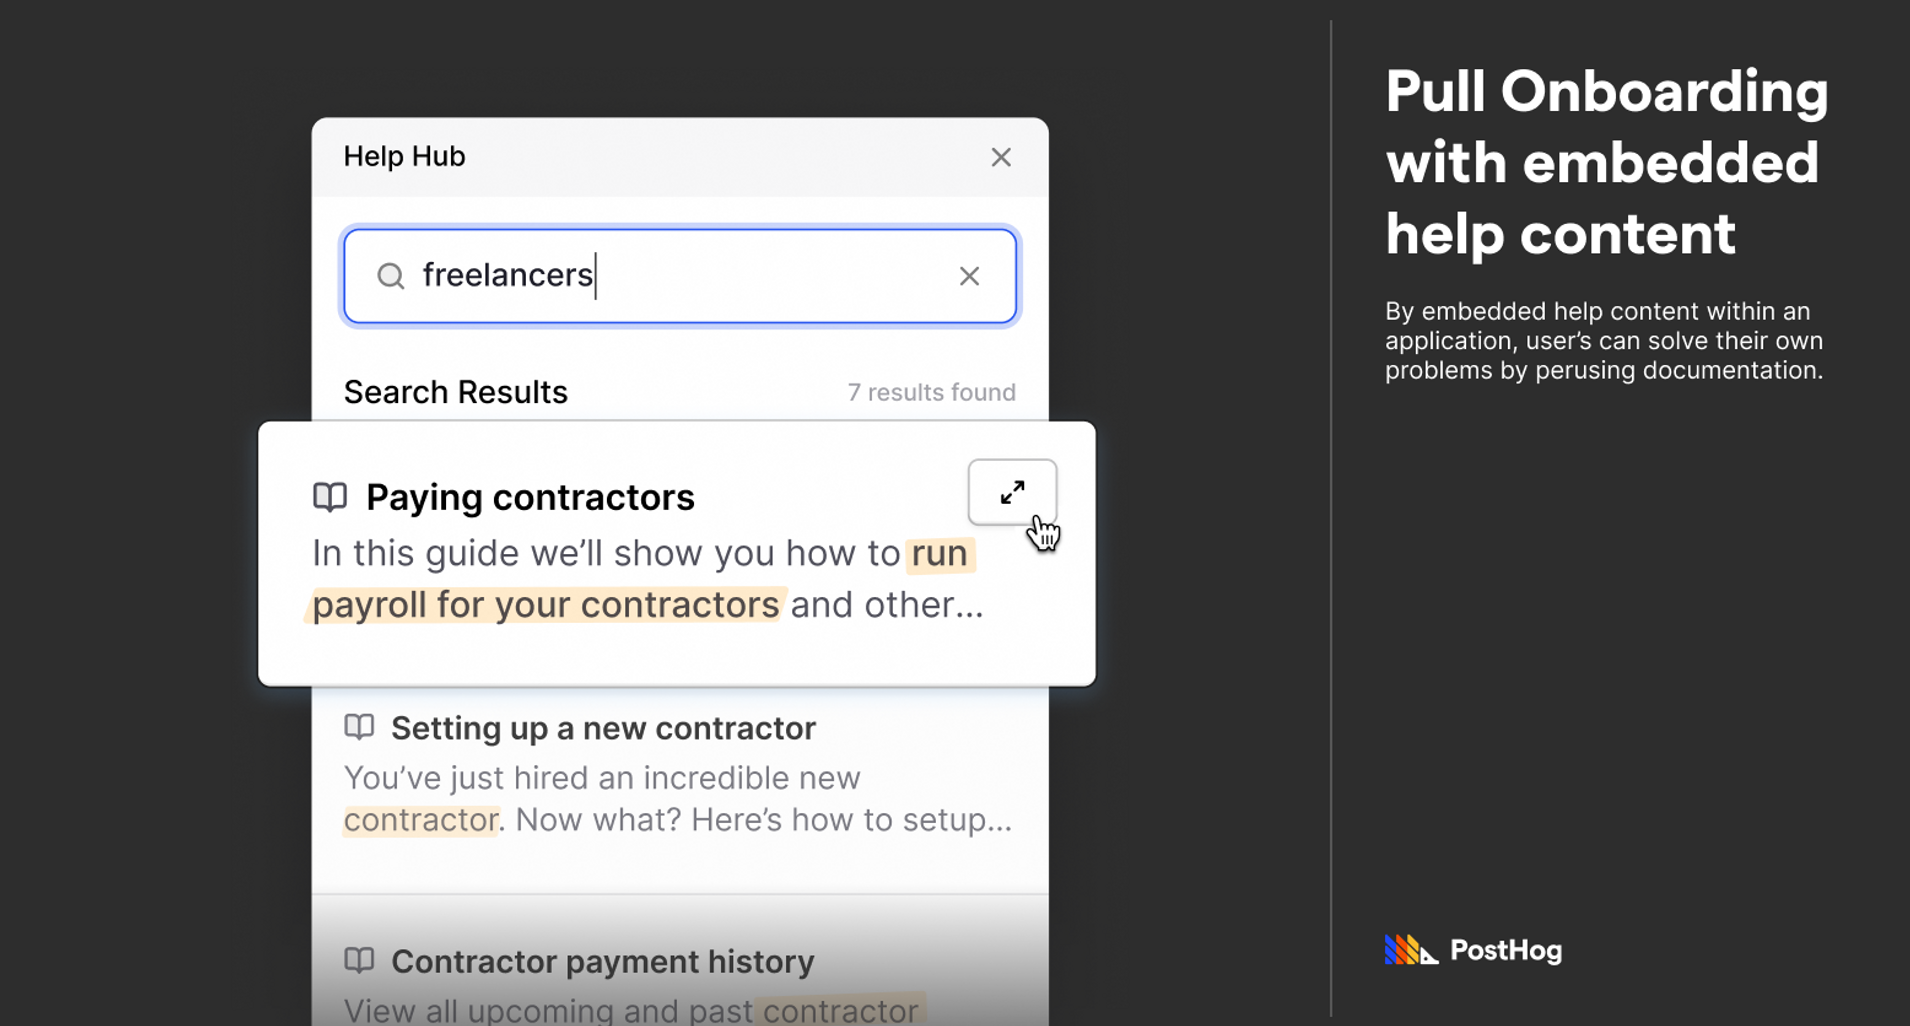 Help Hub
freelancers
Search Results
7 results found
Paying contractors
In this guide we’ll show you how to run
payroll for your contractors and other...
Setting up a new contractor
You’ve just hired an incredible new
contractor. Now what? Here’s how to setup...
Contractor payment history
View all upcoming and past contractor
Pull Onboarding
with embedded
help content
By embedded help content within an
application, user’s can solve their own
problems by perusing documentation.
PostHog